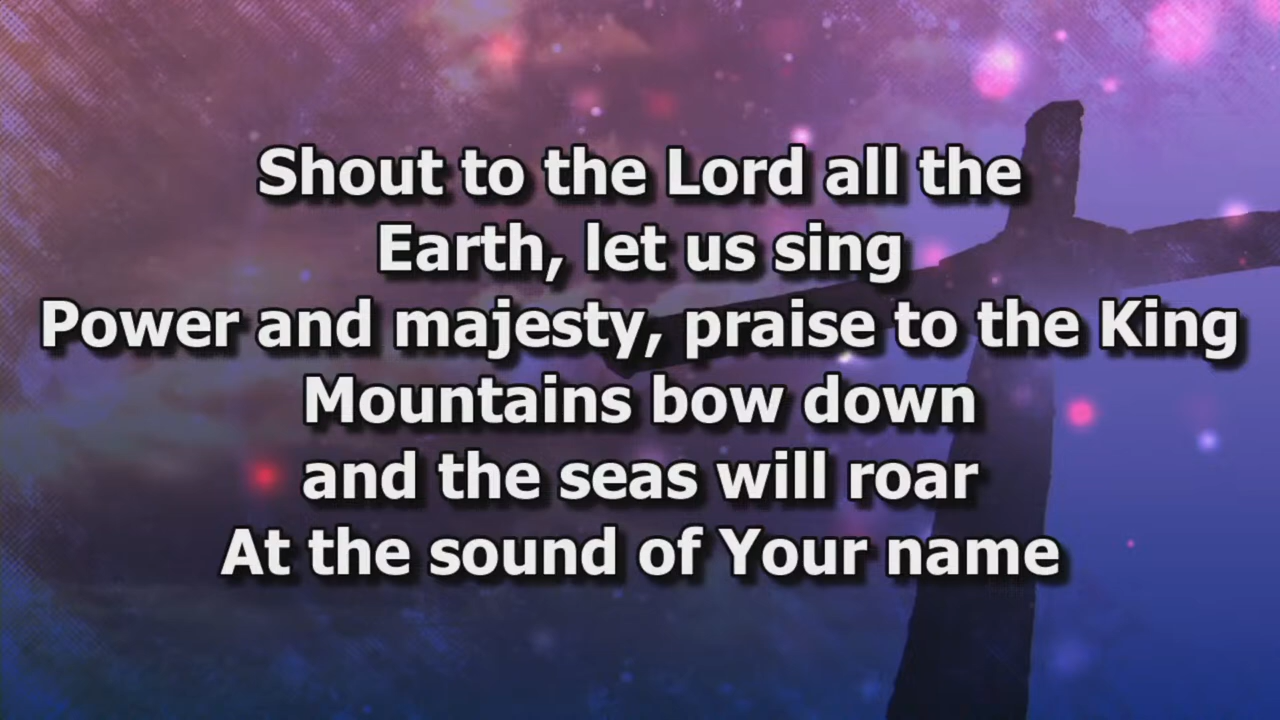 Shout to the Lord all the
Earth, let us sing
Power and majesty, praise to the King
Mountains bow down
and the seas will roar
At the sound of Your name